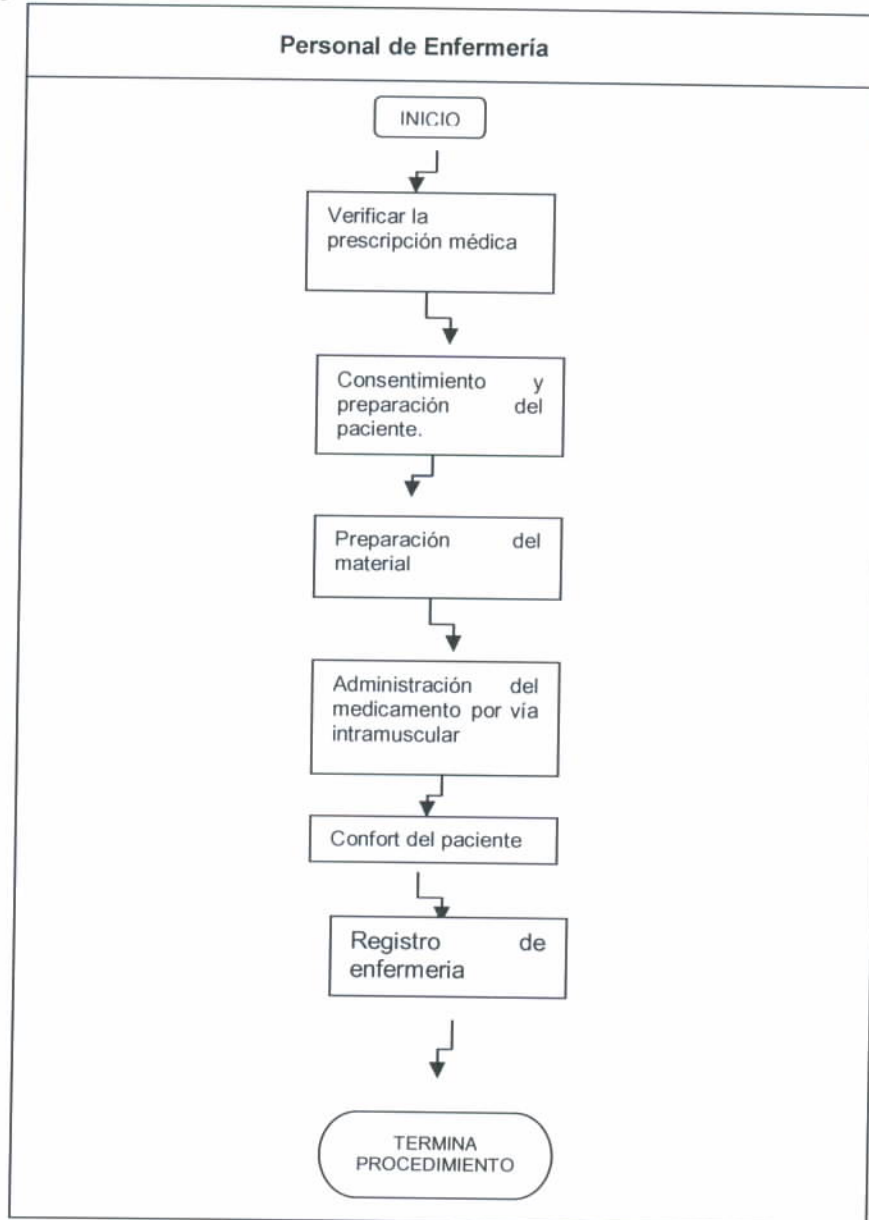 Personal de Enfermería
INICIO
Verificar la
prescripción médica
Consentimiento y
preparación del
paciente.
Preparación del
material
Administración del
medicamento por vía
intramuscular
Confort del paciente
Registro de
enfermeria
TERMINA
PROCEDIMIENTO